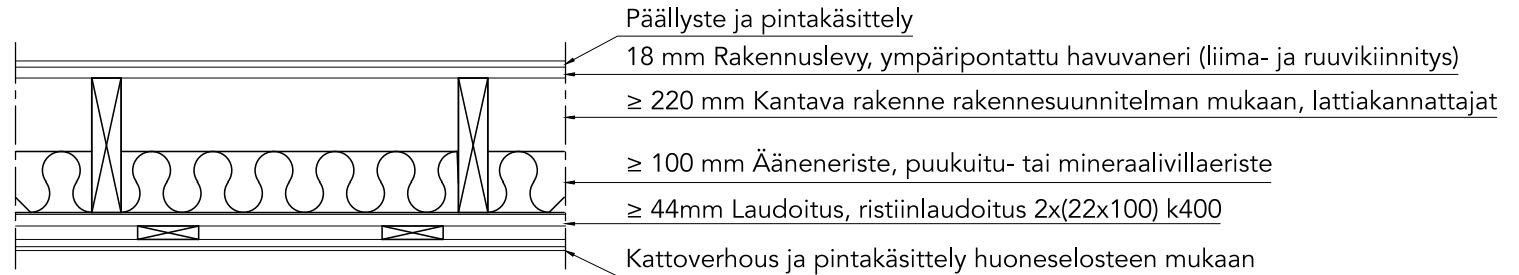 Päällyste ja pintakäsittely
18 mm Rakennuslevy, ympäripontattu havuvaneri (liima- ja ruuvikiinnitys)
≥ 220 mm Kantava rakenne rakennesuunnitelman mukaan, lattiakannattajat
≥ 100 mm Ääneneriste, puukuitu- tai mineraalivillaeriste
≥ 44mm Laudoitus, ristiinlaudoitus 2x(22x100) k400
Kattoverhous ja pintakäsittely huoneselosteen mukaan